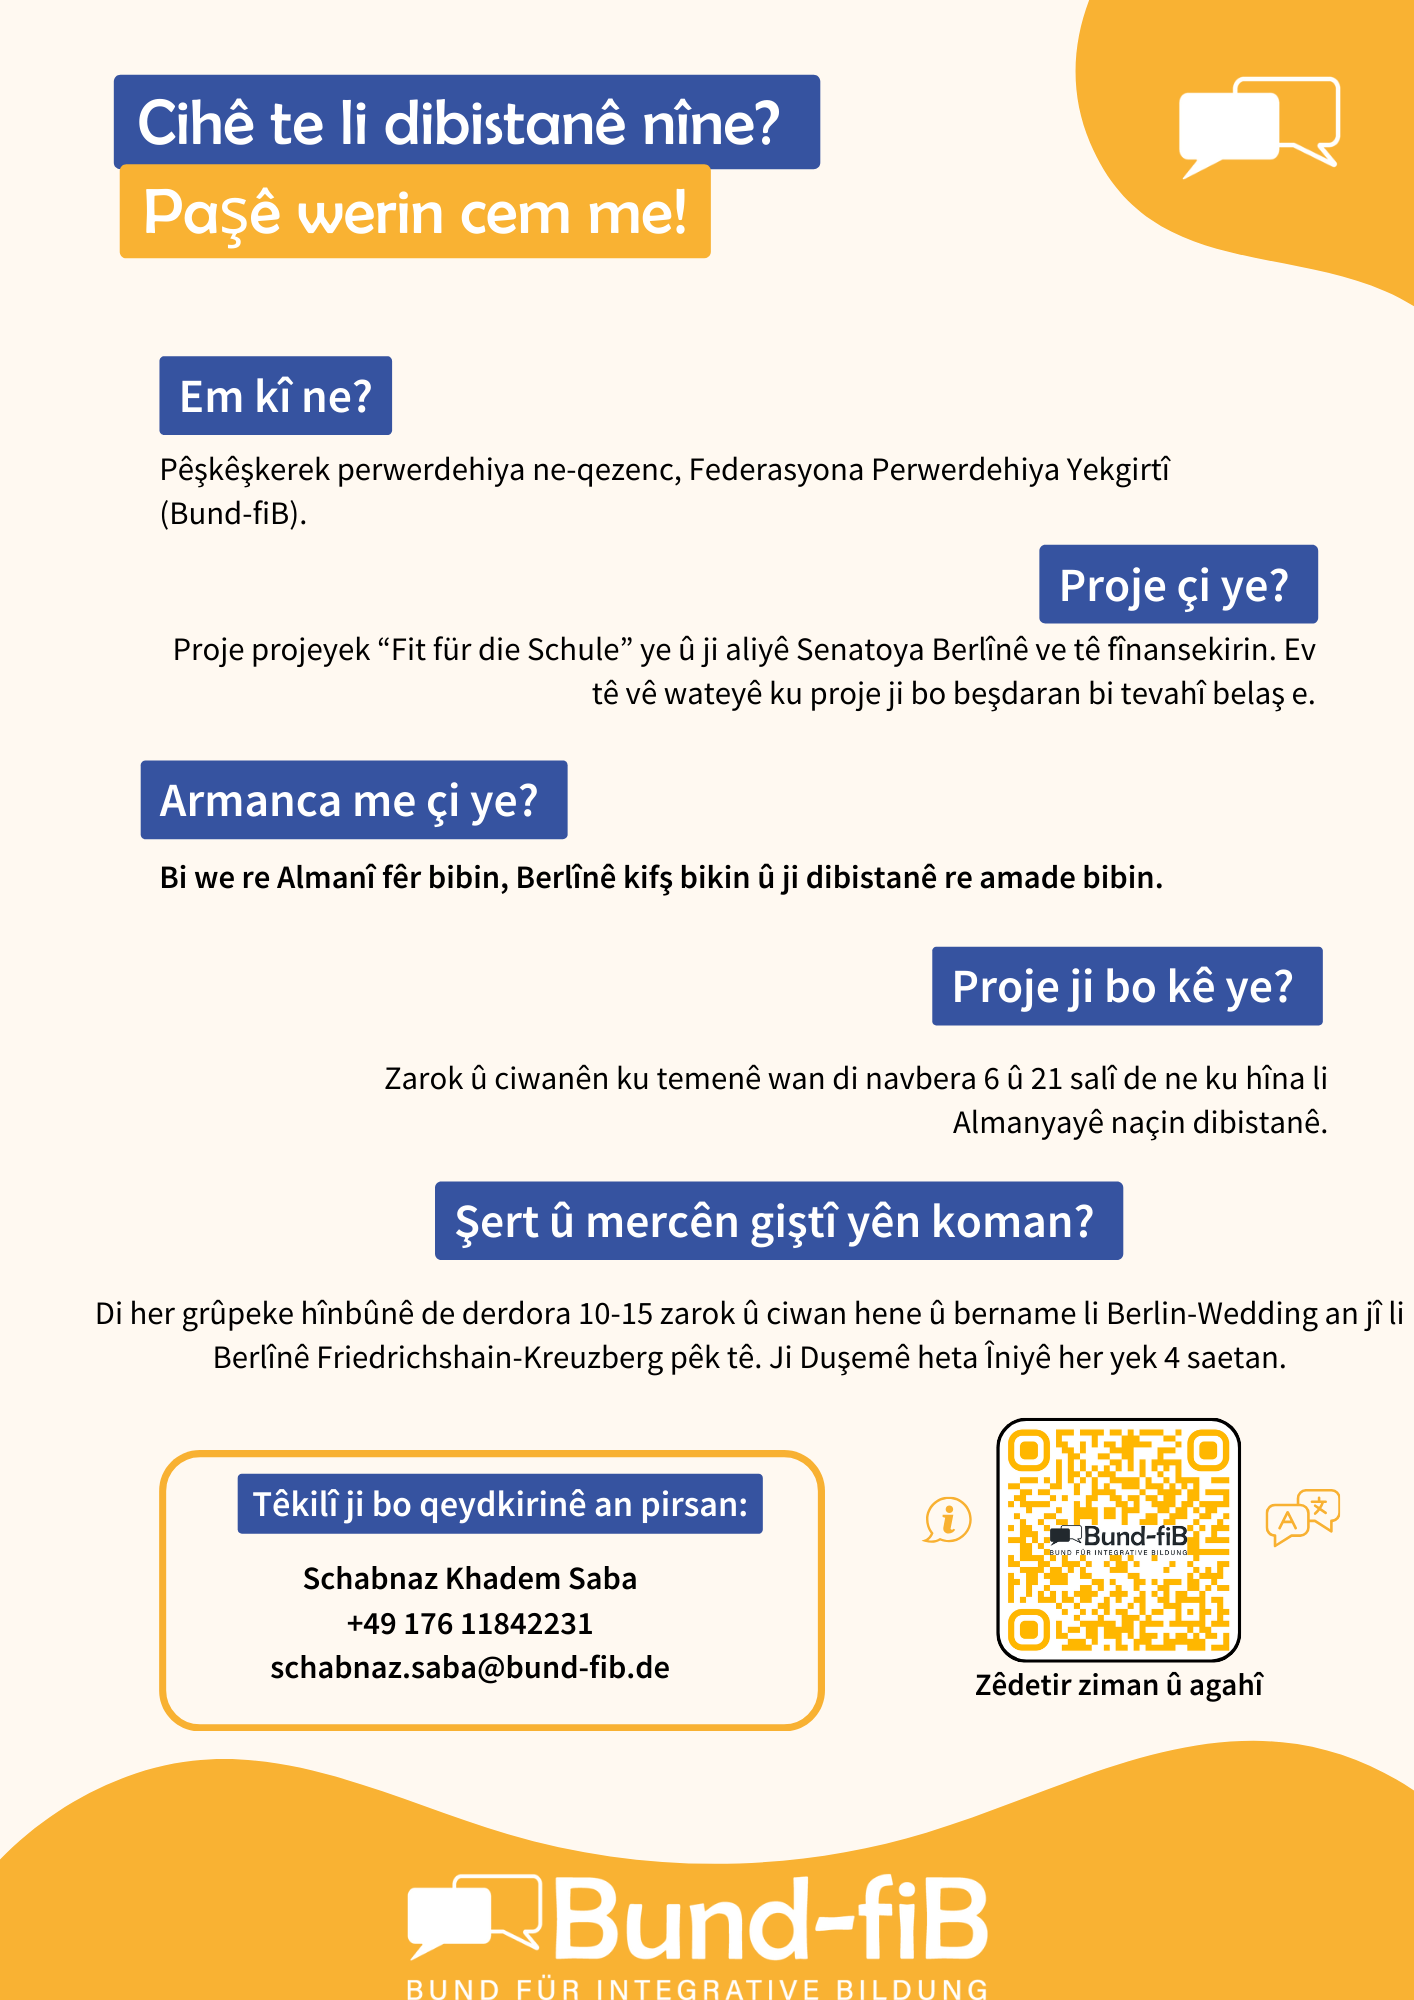 Cihê te li dibistanê nîne?
Paşê werin cem me!
Em kî ne?
Pêşkêşkerek perwerdehiya ne-qezenc, Federasyona Perwerdehiya Yekgirtî
(Bund-fiB).
Proje çi ye?
Proje projeyek “Fit für die Schule” ye û ji aliyê Senatoya Berlînê ve tê fînansekirin. Ev
tê vê wateyê ku proje ji bo beşdaran bi tevahî belaş e.
Armanca me çi ye?
Bi we re Almanî fêr bibin, Berlînê kifş bikin û ji dibistanê re amade bibin.
Proje ji bo kê ye?
Zarok û ciwanên ku temenê wan di navbera 6 û 21 salî de ne ku hîna li
Almanyayê naçin dibistanê.
Şert û mercên giştî yên koman?
Di her grûpeke hînbûnê de derdora 10-15 zarok û ciwan hene û bername li Berlin-Wedding an jî li
Berlînê Friedrichshain-Kreuzberg pêk tê. Ji Duşemê heta Îniyê her yek 4 saetan.
Têkilî ji bo qeydkirinê an pirsan:
Schabnaz Khadem Saba
+49 176 11842231
schabnaz.saba@bund-fib.de
i
A 文
Bund-fiB
BUND FÜR INTEGRATIVE BILDUNG
Zêdetir ziman û agahî
Bund-fiB
BUND FÜR INTEGRATIVE BILDUNG